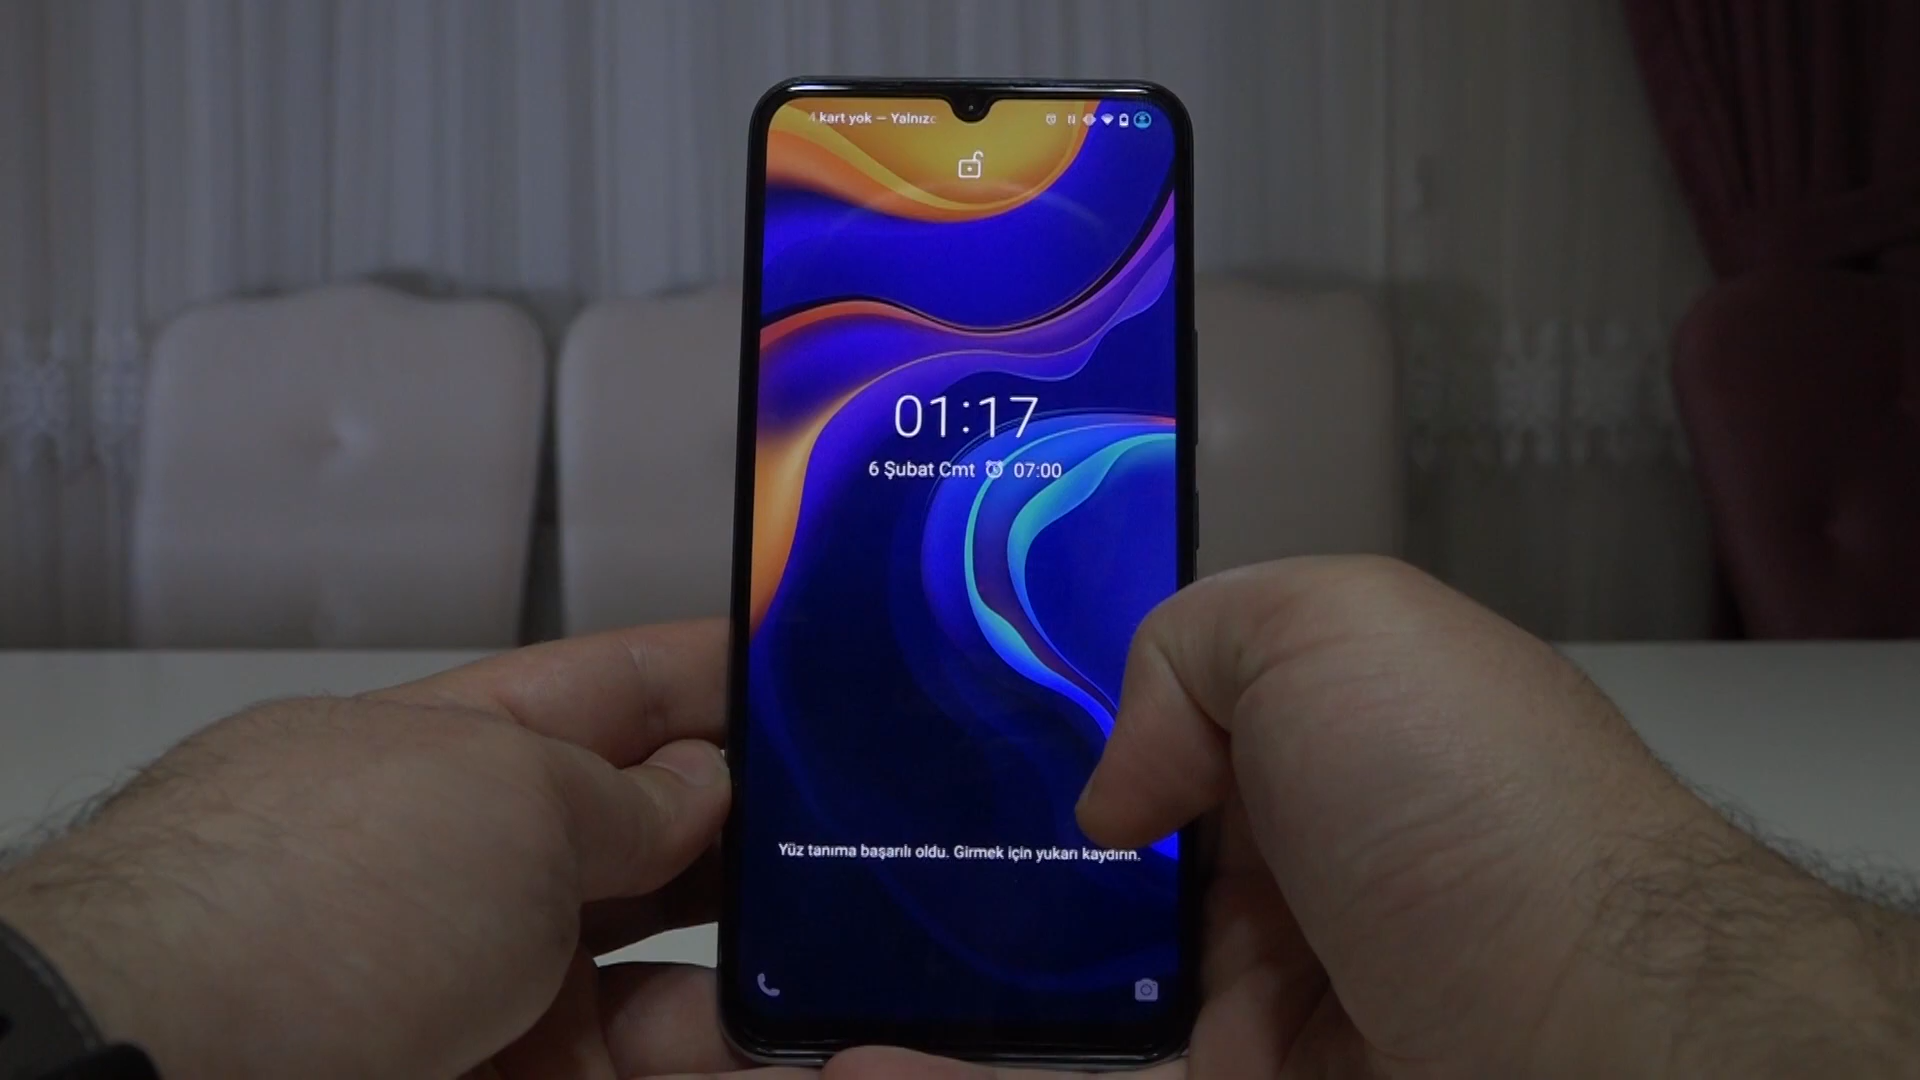 kart yok — Yalnızc
01:17
6 Şubat Cmt 07:00
Yüz tanıma başarılı oldu. Girmek için yukarı kaydırın.